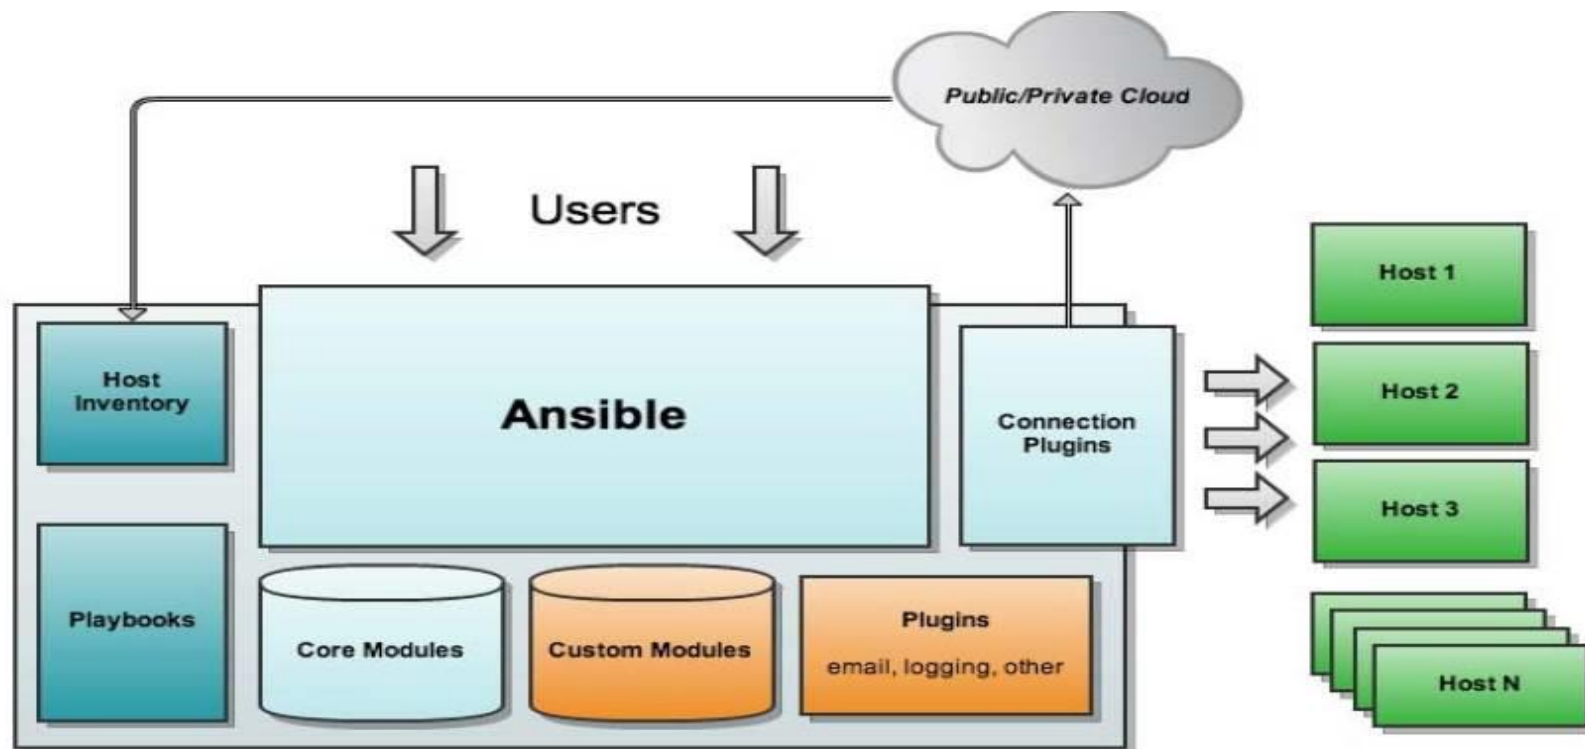 Public/Private Cloud
Users
Host 1
Host
Inventory
Ansible
Connection
Plugins
Host 2
Host 3
Playbooks
Core Modules
Custom Modules
Plugins
email, logging, other
Host N